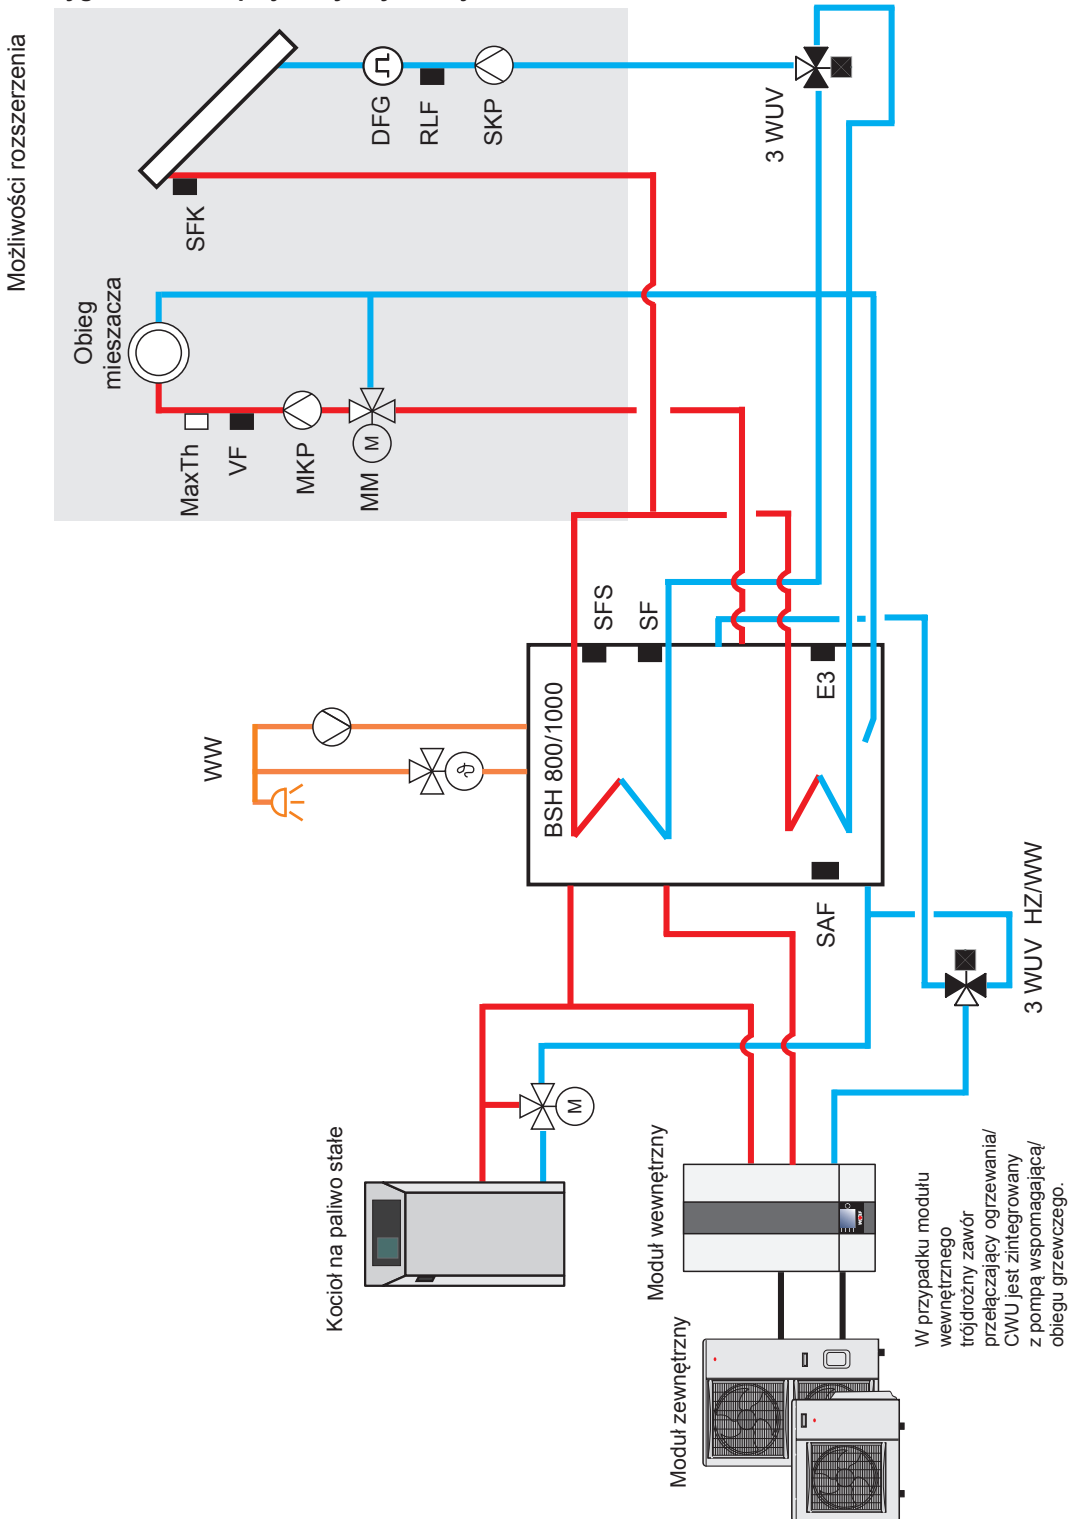 Możliwości rozszerzenia
DFG
RLF
SKP
3 WUV
SFK
Obieg
mieszacza
MaxTh
VF
MKP
MM
M
SFS
SF
E3
BSH 800/1000
SAF
WW
ϑ
3 WUV HZ/WW
M
Kocioł na paliwo stałe
Moduł wewnętrzny
Moduł zewnętrzny
W przypadku modułu
wewnętrznego
trójdrożny zawór
przełączający ogrzewania/
CWU jest zintegrowany
z pompą wspomagającą/
obiegu grzewczego.